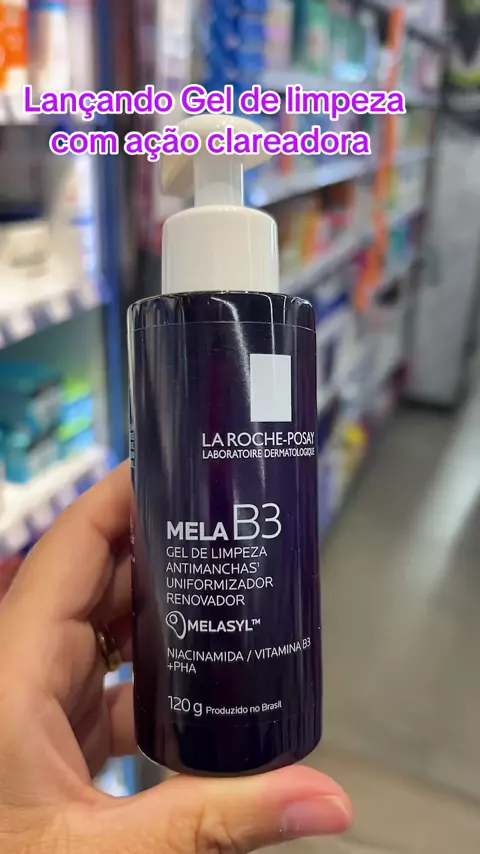 Lançando Gel de limpeza
com ação clareadora
LA ROCHE-POSAY
LABORATOIRE DERMATOLOGIQUE
MELA B3
GEL DE LIMPEZA
ANTIMANCHAS¹
UNIFORMIZADOR
RENOVADOR
MELASYL™
NIACINAMIDA / VITAMINA B3
+PHA
120 g Produzido no Brasil